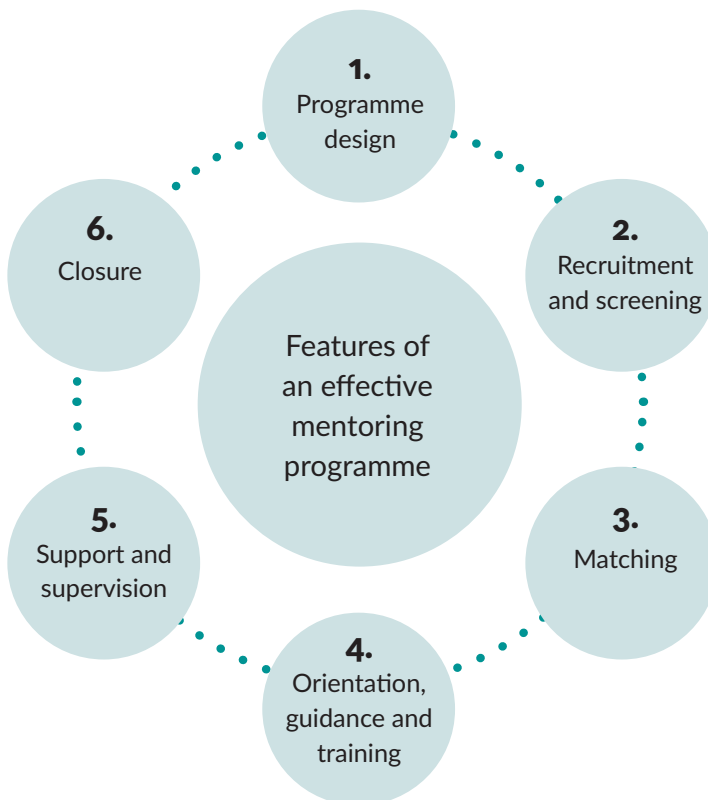 1.
Programme
design
2.
Recruitment
and screening
3.
Matching
4.
Orientation,
guidance and
training
5.
Support and
supervision
6.
Closure
Features of
an effective
mentoring
programme